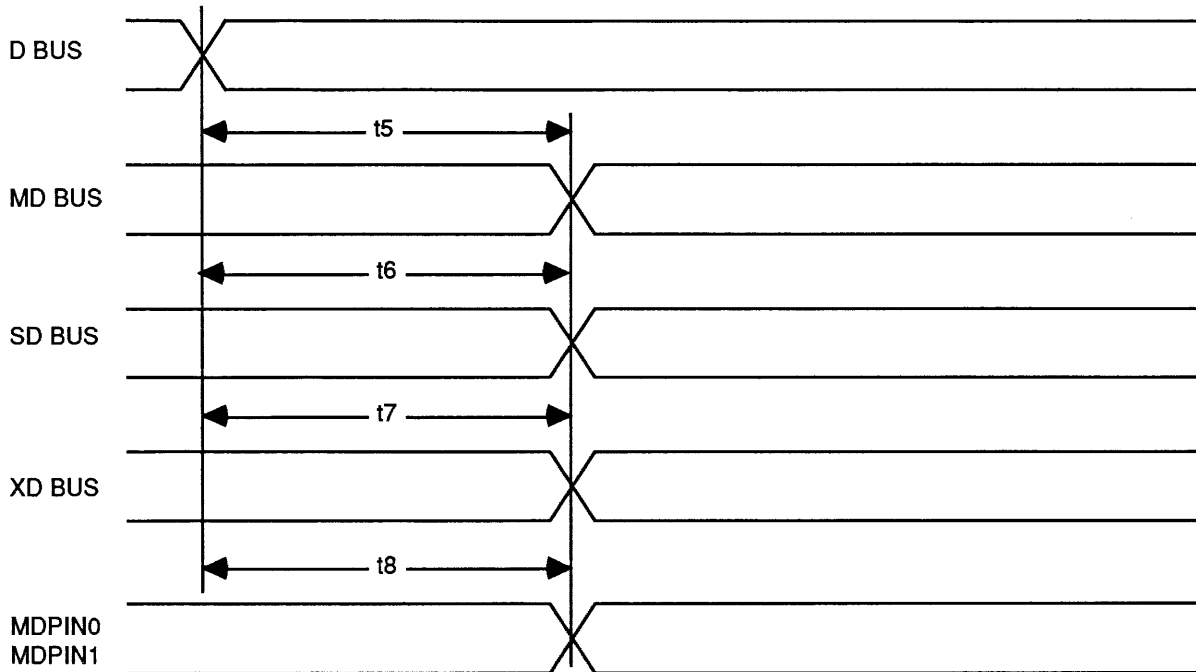 D BUS
t5
MD BUS
t6
SD BUS
t7
XD BUS
t8
MDPIN0
MDPIN1